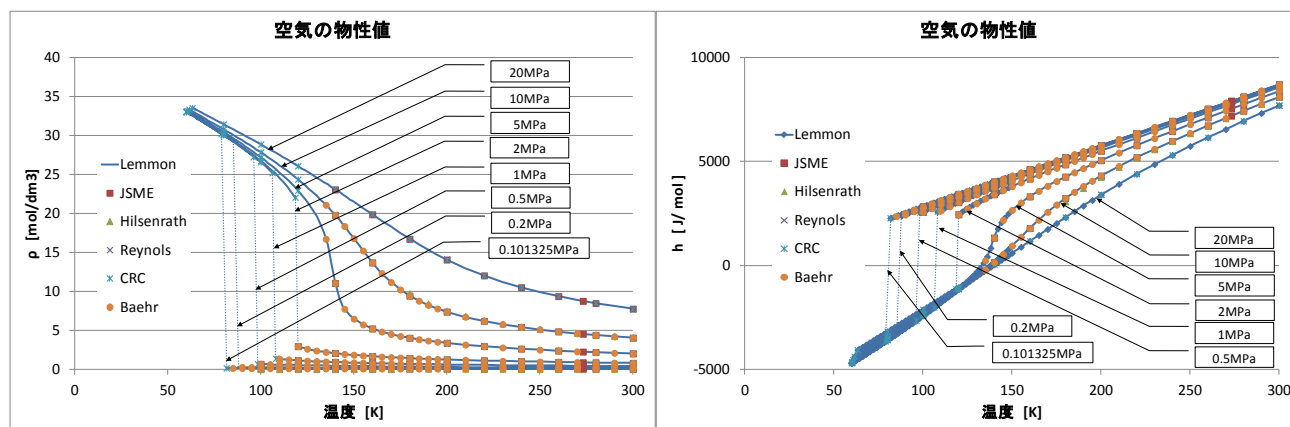 空気の物性値
40
35
30
25
20
15
10
5
0
ρ [mol/dm3]
0
50
100
150
200
250
300
温度 [K]
Lemmon
JSME
Hilsenrath
Reynols
CRC
Baehr
20MPa
10MPa
5MPa
2MPa
1MPa
0.5MPa
0.2MPa
0.101325MPa
空気の物性値
10000
5000
0
-5000
h [J/ mol]
0
50
100
150
200
250
300
温度 [K]
Lemmon
JSME
Hilsenrath
Reynols
CRC
Baehr
20MPa
10MPa
5MPa
2MPa
1MPa
0.5MPa
0.2MPa
0.101325MPa